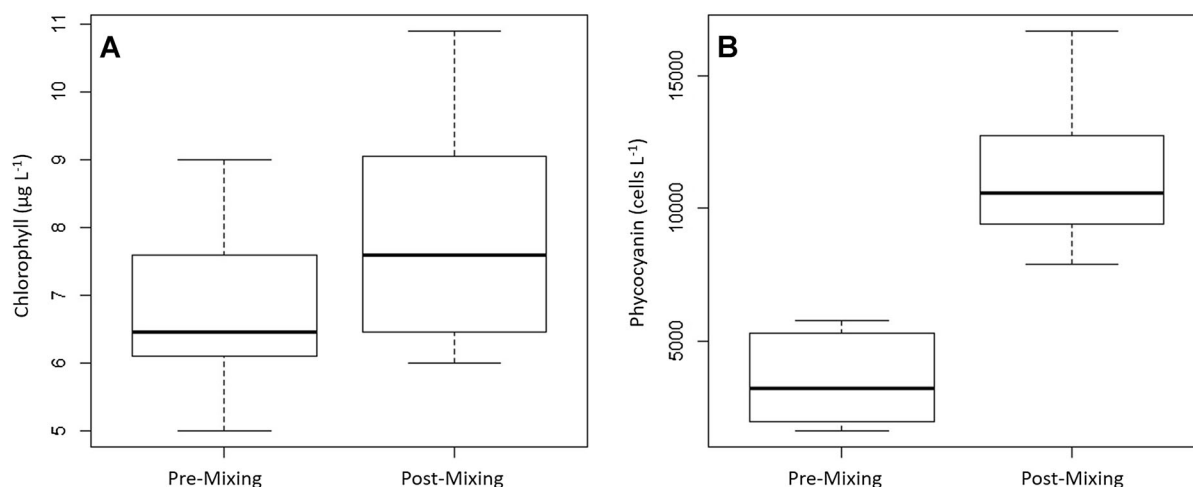 A
Chlorophyll (µg L⁻¹)
11
10
9
8
7
6
5
Pre-Mixing
Post-Mixing
B
Phycocyanin (cells L⁻¹)
15000
10000
5000
Pre-Mixing
Post-Mixing